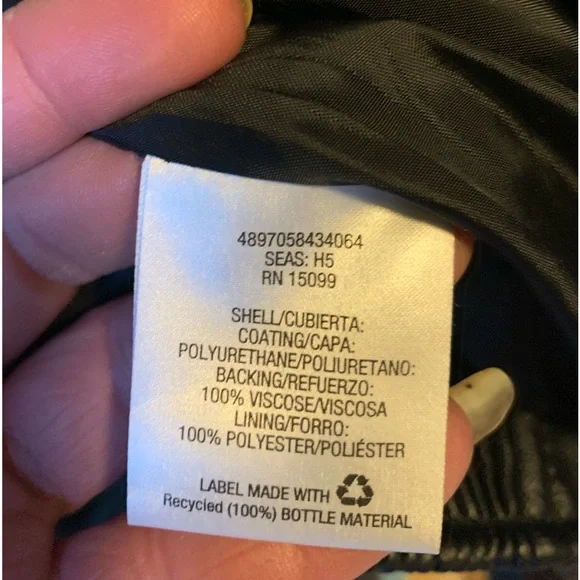 4897058434064
SEAS: H5
RN 15099
SHELL/CUBIERTA:
COATING/CAPA:
POLYURETHANE/POLIURETANO:
BACKING/REFUERZO:
100% VISCOSE/VISCOSA
LINING/FORRO:
100% POLYESTER/POLIÉSTER
LABEL MADE WITH
Recycled (100%) BOTTLE MATERIAL